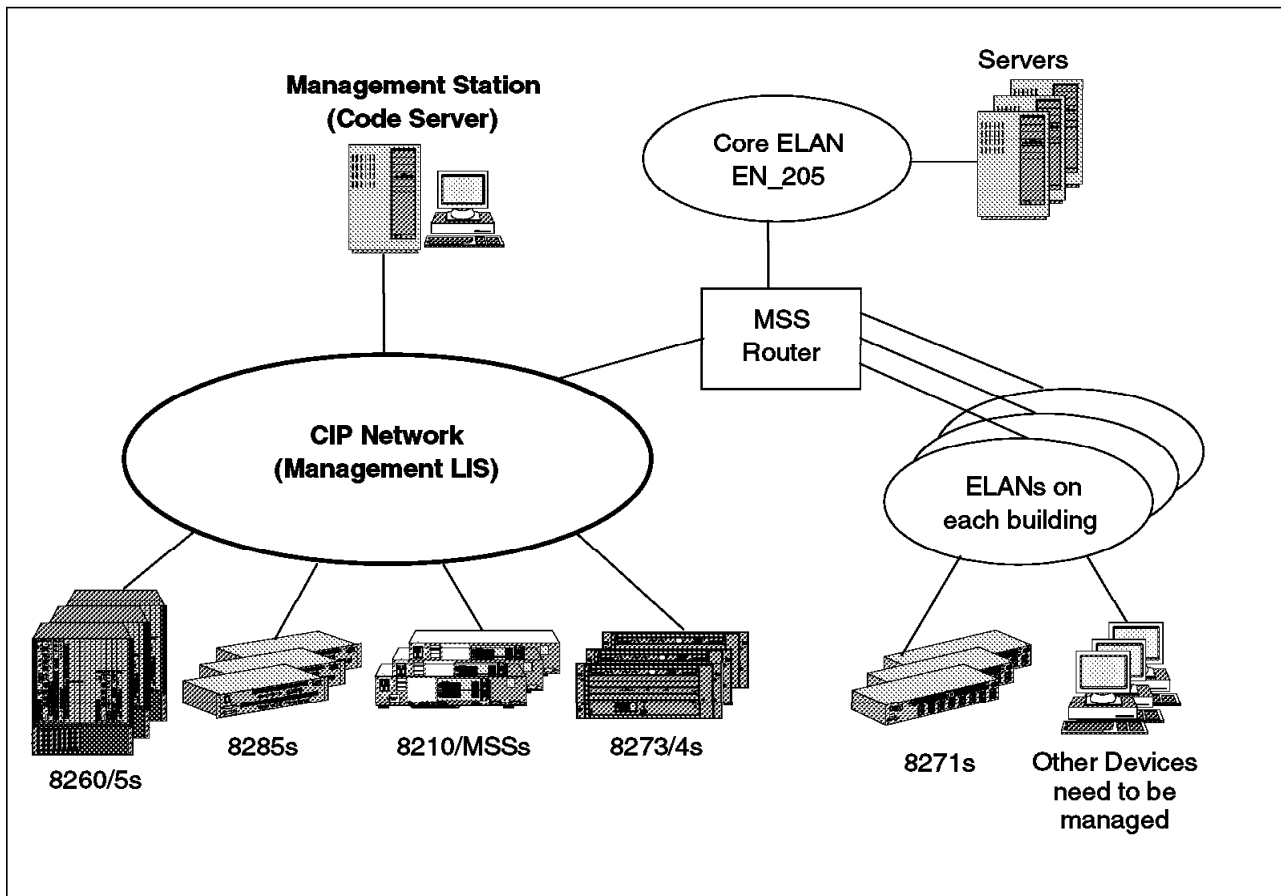 Management Station
(Code Server)
Servers
Core ELAN
EN_205
MSS
Router
CIP Network
(Management LIS)
ELANs on
each building
8260/5s
8285s
8210/MSSs
8273/4s
8271s
Other Devices
need to be
managed